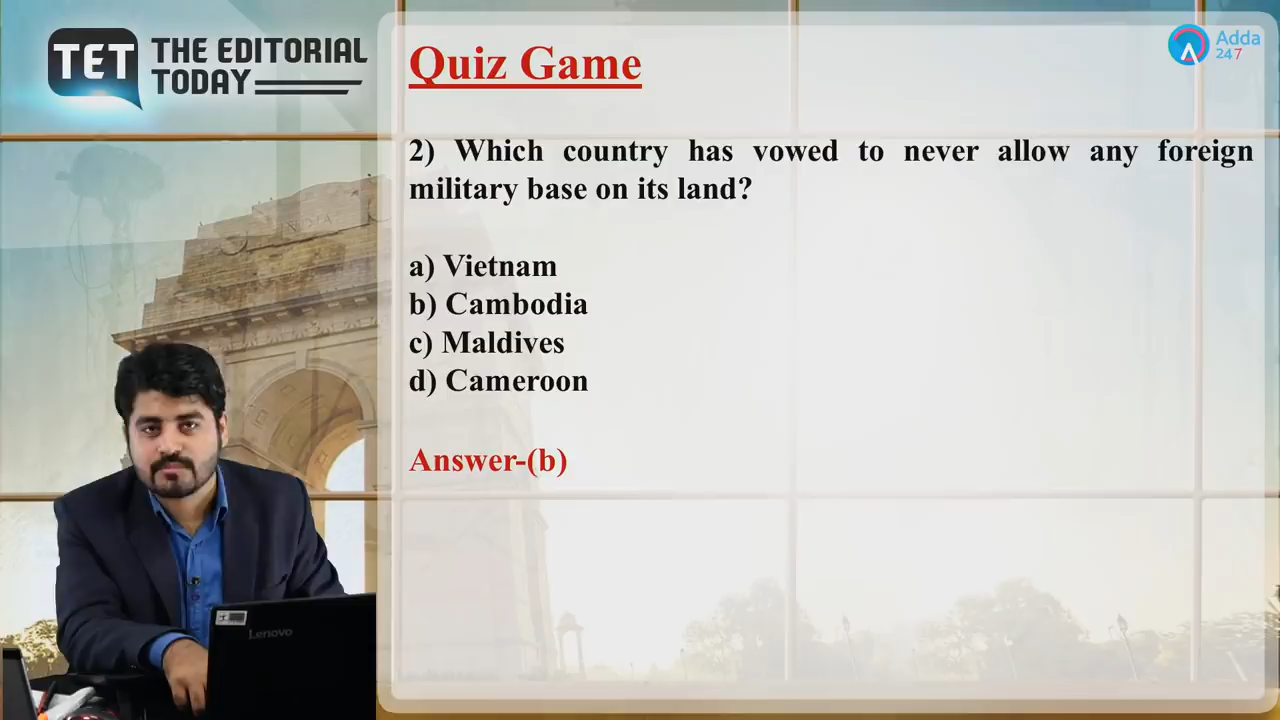 TET THE EDITORIAL
TODAY
Quiz Game
Adda
247
2) Which country has vowed to never allow any foreign
military base on its land?
a) Vietnam
b) Cambodia
c) Maldives
d) Cameroon
Answer-(b)
INDIA
Lenovo